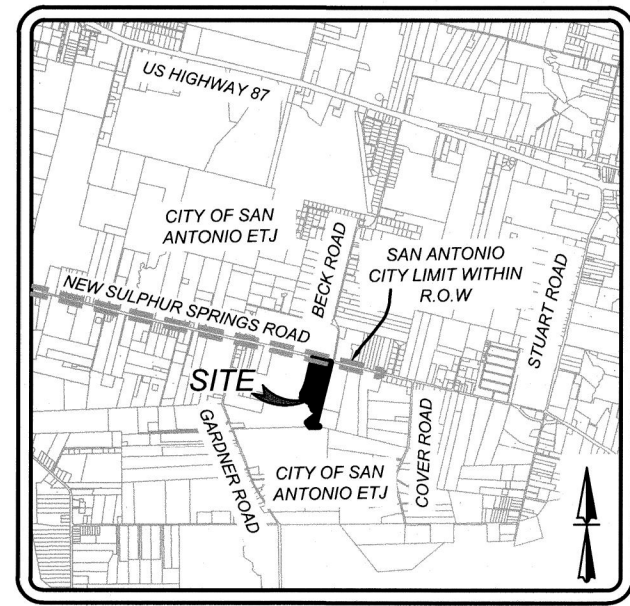 US HIGHWAY 87
CITY OF SAN
ANTONIO ETJ
BECK ROAD
SAN ANTONIO
CITY LIMIT WITHIN
R.O.W
STUART ROAD
NEW SULPHUR SPRINGS ROAD
SITE
GARDNER ROAD
CITY OF SAN
ANTONIO ETJ
COVER ROAD